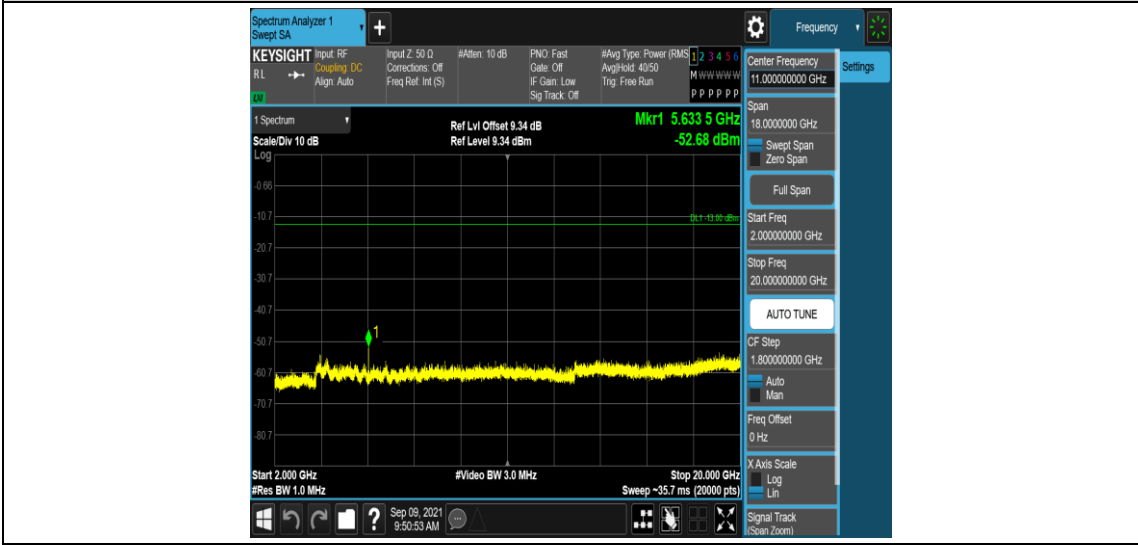 Spectrum Analyzer 1
Swept SA
+
Frequency
KEYSIGHT
RL
LNI
Input: RF
Coupling: DC
Align: Auto
Input Z: 50 Ω
Corrections: Off
Freq Ref: Int (S)
#Atten: 10 dB
PNO: Fast
Gate: Off
IF Gain: Low
Sig Track: Off
#Avg Type: Power (RMS
Avg|Hold: 40/50
Trig: Free Run
1 2 3 4 5 6
M W W W W W
P P P P P P
1 Spectrum
Scale/Div 10 dB
Ref Lvl Offset 9.34 dB
Ref Level 9.34 dBm
Mkr1 5.633 5 GHz
-52.68 dBm
Log
-0.66
-10.7
-20.7
-30.7
-40.7
-50.7
-60.7
-70.7
-80.7
DL1 -13.00 dBm
1
Start 2.000 GHz
#Res BW 1.0 MHz
#Video BW 3.0 MHz
Stop 20.000 GHz
Sweep ~35.7 ms (20000 pts)
Sep 09, 2021
9:50:53 AM
?
Center Frequency
11.000000000 GHz
Span
18.0000000 GHz
Swept Span
Zero Span
Full Span
Start Freq
2.000000000 GHz
Stop Freq
20.000000000 GHz
AUTO TUNE
CF Step
1.800000000 GHz
Auto
Man
Freq Offset
0 Hz
X Axis Scale
Log
Lin
Signal Track
(Span Zoom)
Settings